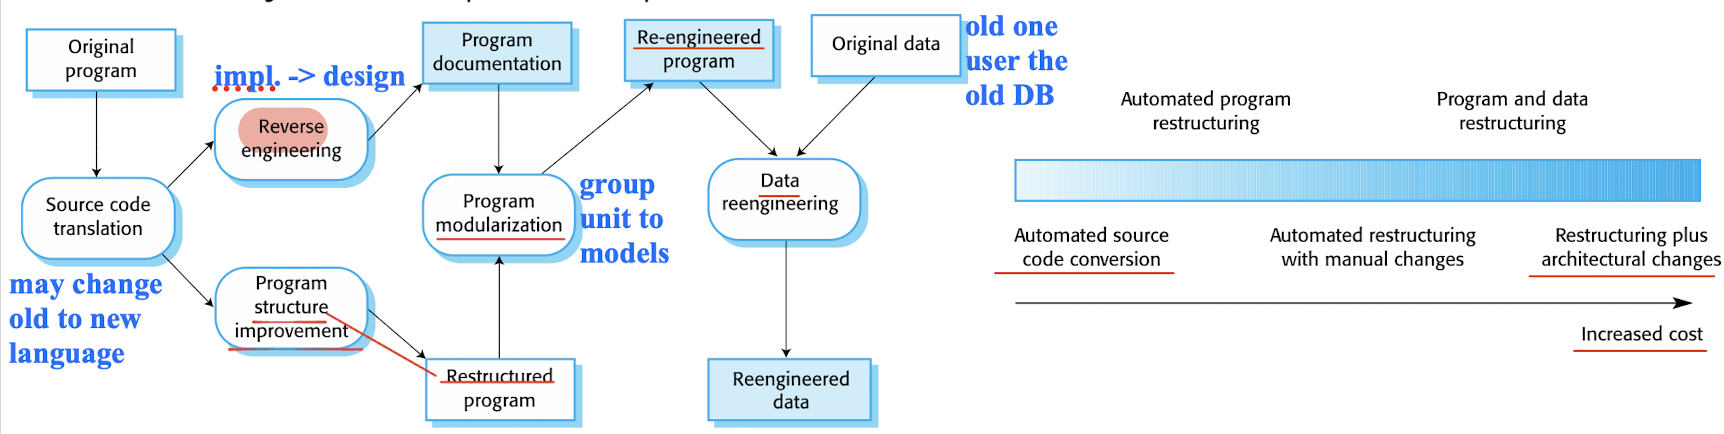 Original
program
impl. -> design
Program
documentation
Re-engineered
program
Original data
old one
user the
old DB
Reverse
engineering
Source code
translation
may change
old to new
language
Program
structure
improvement
Program
modularization
group
unit to
models
Data
reengineering
Restructured
program
Reengineered
data
Automated program
restructuring
Program and data
restructuring
Automated source
code conversion
Automated restructuring
with manual changes
Restructuring plus
architectural changes
Increased cost